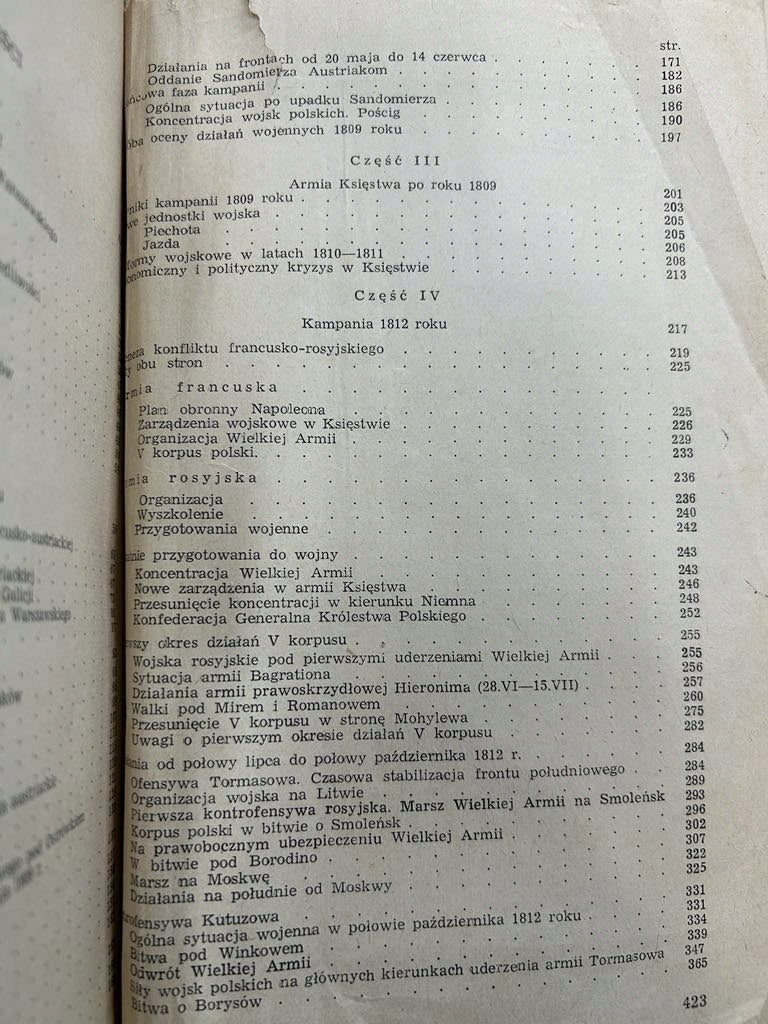 str.
Działania na frontach od 20 maja do 14 czerwca . . . . . . 171
Oddanie Sandomierza Austriakom . . . . . . 182
ńcowa faza kampanii . . . . . . 186
Ogólna sytuacja po upadku Sandomierza . . . . . . 186
Koncentracja wojsk polskich. Pościg . . . . . . 190
óba oceny działań wojennych 1809 roku . . . . . . 197
Część III
Armia Księstwa po roku 1809
niki kampanii 1809 roku . . . . . . 201
we jednostki wojska . . . . . . 203
Piechota . . . . . . 205
Jazda . . . . . . 205
formy wojskowe w latach 1810—1811 . . . . . . 206
onomiczny i polityczny kryzys w Księstwie . . . . . . 208
213
Część IV
Kampania 1812 roku
217
neza konfliktu francusko-rosyjskiego . . . . . . 219
y obu stron . . . . . . 225
rmia francuska . . . . . .
Plan obronny Napoleona . . . . . . 225
Zarządzenia wojskowe w Księstwie . . . . . . 226
Organizacja Wielkiej Armii . . . . . . 229
V korpus polski. . . . . . . 233
mia rosyjska . . . . . . 236
Organizacja . . . . . . 236
Wyszkolenie . . . . . . 240
Przygotowania wojenne . . . . . . 242
atnie przygotowania do wojny . . . . . . 243
Koncentracja Wielkiej Armii . . . . . . 243
Nowe zarządzenia w armii Księstwa . . . . . . 246
Przesunięcie koncentracji w kierunku Niemna . . . . . . 248
Konfederacja Generalna Królestwa Polskiego . . . . . . 252
wszy okres działań V korpusu . . . . . . 255
Wojska rosyjskie pod pierwszymi uderzeniami Wielkiej Armii . . . 255
Sytuacja armii Bagrationa . . . . . . 256
Działania armii prawoskrzydłowej Hieronima (28.VI—15.VII) . . . . 257
Walki pod Mirem i Romanowem . . . . . . 260
Przesunięcie V korpusu w stronę Mohylewa . . . . . . 275
Uwagi o pierwszym okresie działań V korpusu . . . . . . 282
ania od połowy lipca do połowy października 1812 r. . . . . . . 284
Ofensywa Tormasowa. Czasowa stabilizacja frontu południowego . . 284
Organizacja wojska na Litwie . . . . . . 289
Pierwsza kontrofensywa rosyjska. Marsz Wielkiej Armii na Smoleńsk 293
Korpus polski w bitwie o Smoleńsk . . . . . . 296
Na prawobocznym ubezpieczeniu Wielkiej Armii . . . . . . 302
W bitwie pod Borodino . . . . . . 307
Marsz na Moskwę . . . . . . 322
Działania na południe od Moskwy . . . . . . 325
rofensywa Kutuzowa . . . . . . 331
Ogólna sytuacja wojenna w połowie października 1812 roku . . . . 331
Bitwa pod Winkowem . . . . . . 334
Odwrót Wielkiej Armii . . . . . . 339
Siły wojsk polskich na głównych kierunkach uderzenia armii Tormasowa 347
Bitwa o Borysów . . . . . . 365
423